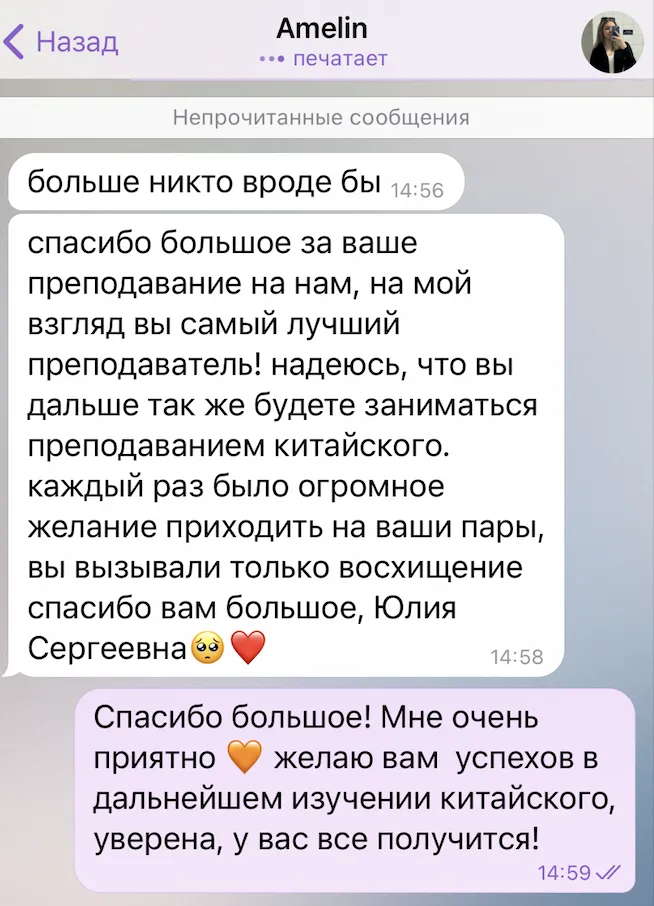 Назад
Amelin
печатает
Непрочитанные сообщения
больше никто вроде бы 14:56
спасибо большое за ваше
преподавание на нам, на мой
взгляд вы самый лучший
преподаватель! надеюсь, что вы
дальше так же будете заниматься
преподаванием китайского.
каждый раз было огромное
желание приходить на ваши пары,
вы вызывали только восхищение
спасибо вам большое, Юлия
Сергеевна🥺❤️ 14:58
Спасибо большое! Мне очень
приятно 🧡 желаю вам  успехов в
дальнейшем изучении китайского,
уверена, у вас все получится!
14:59